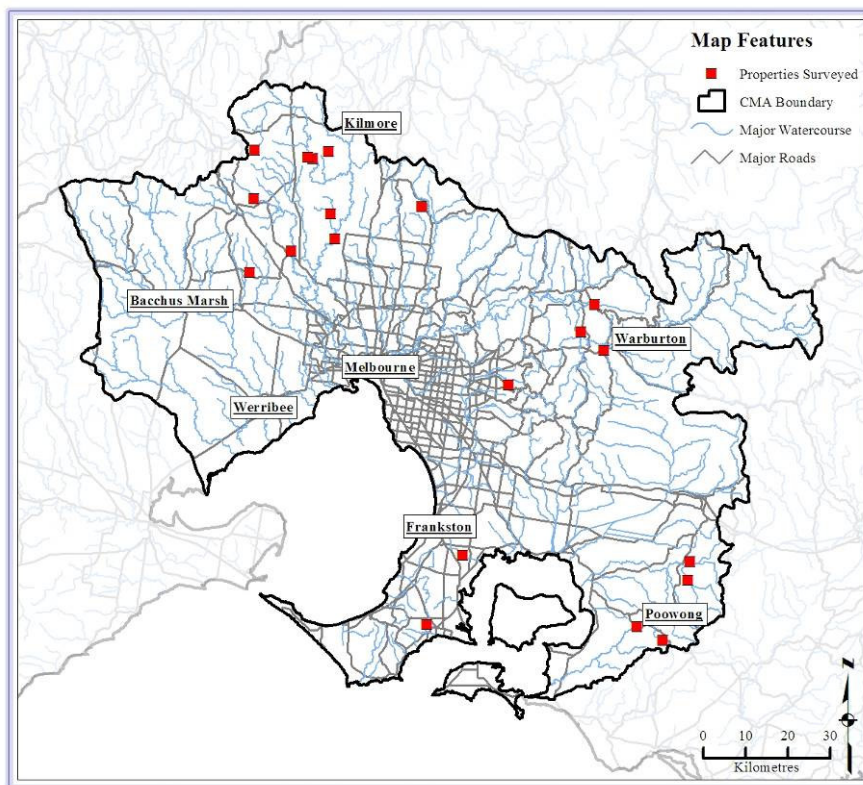 Map Features
Properties Surveyed
CMA Boundary
Major Watercourse
Major Roads
Kilmore
Bacchus Marsh
Warburton
Melbourne
Werribee
Frankston
Poowong
N
0 10 20 30
Kilometres